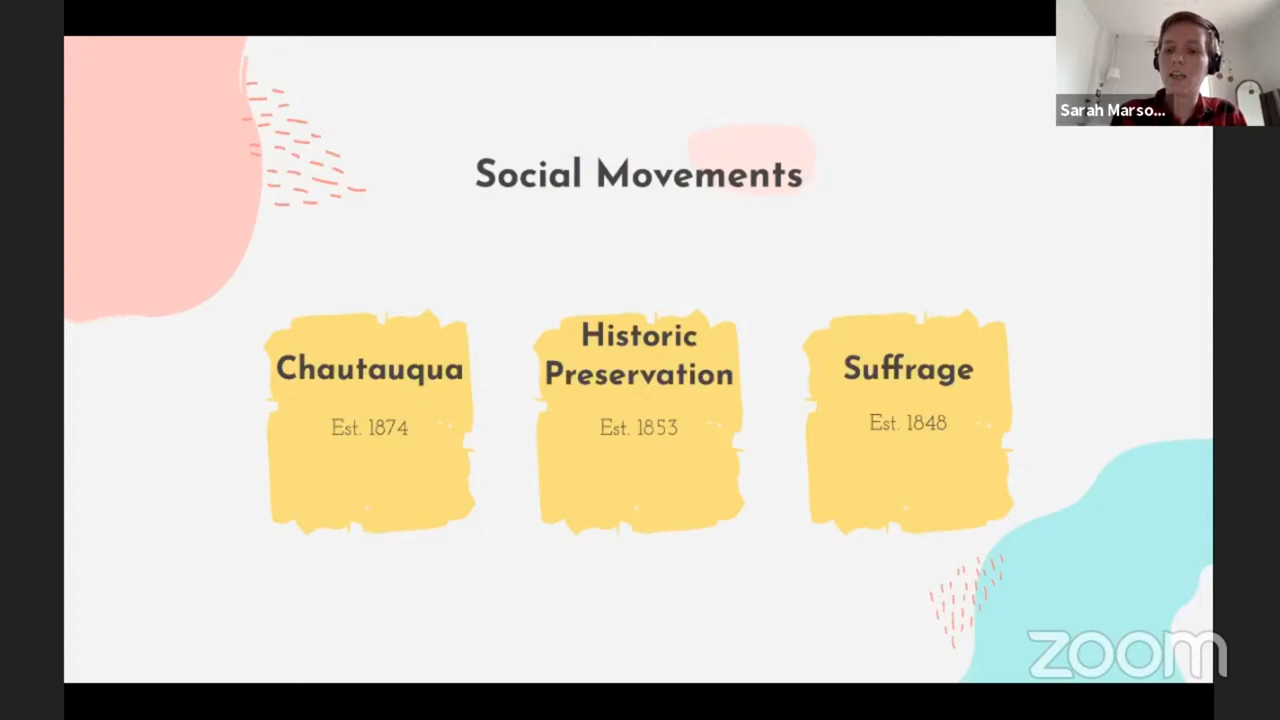 Sarah Marso...
Social Movements
Chautauqua
Est. 1874
Historic
Preservation
Est. 1853
Suffrage
Est. 1848
zoom